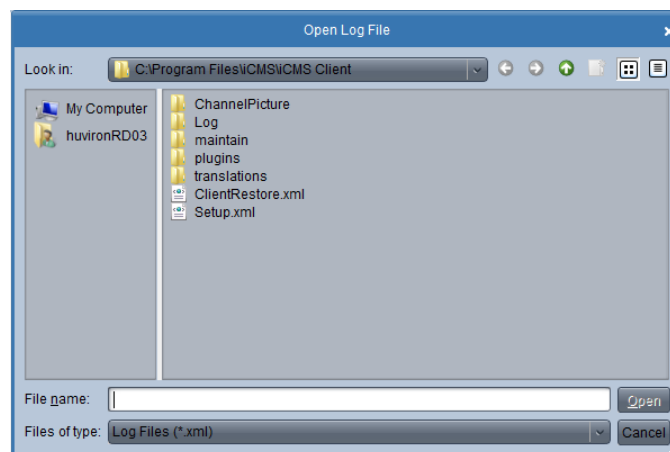 Open Log File
Look in: C:\Program Files\iCMS\iCMS Client
My Computer
huvironRD03
ChannelPicture
Log
maintain
plugins
translations
ClientRestore.xml
Setup.xml
File name: Open
Files of type: Log Files (*.xml) Cancel